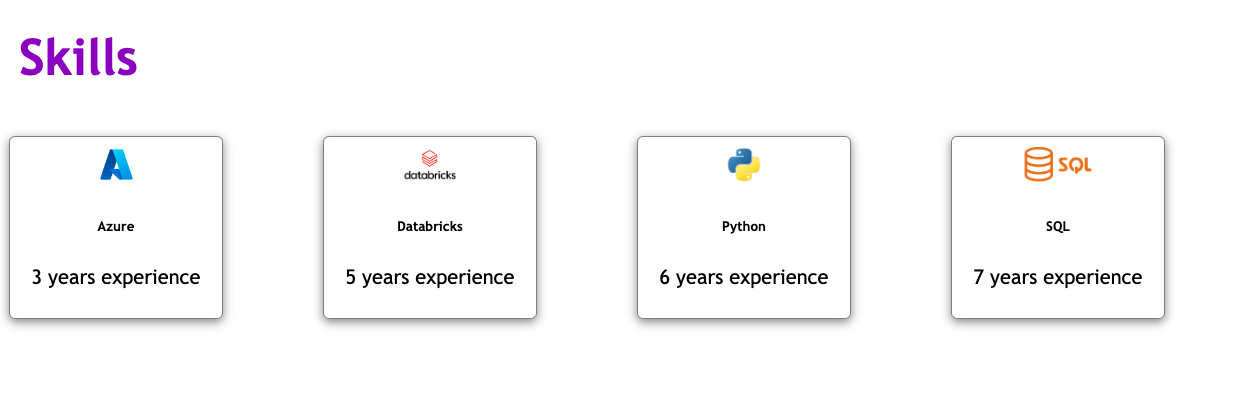 Skills
databricks
SQL
Azure
Databricks
Python
SQL
3 years experience
5 years experience
6 years experience
7 years experience